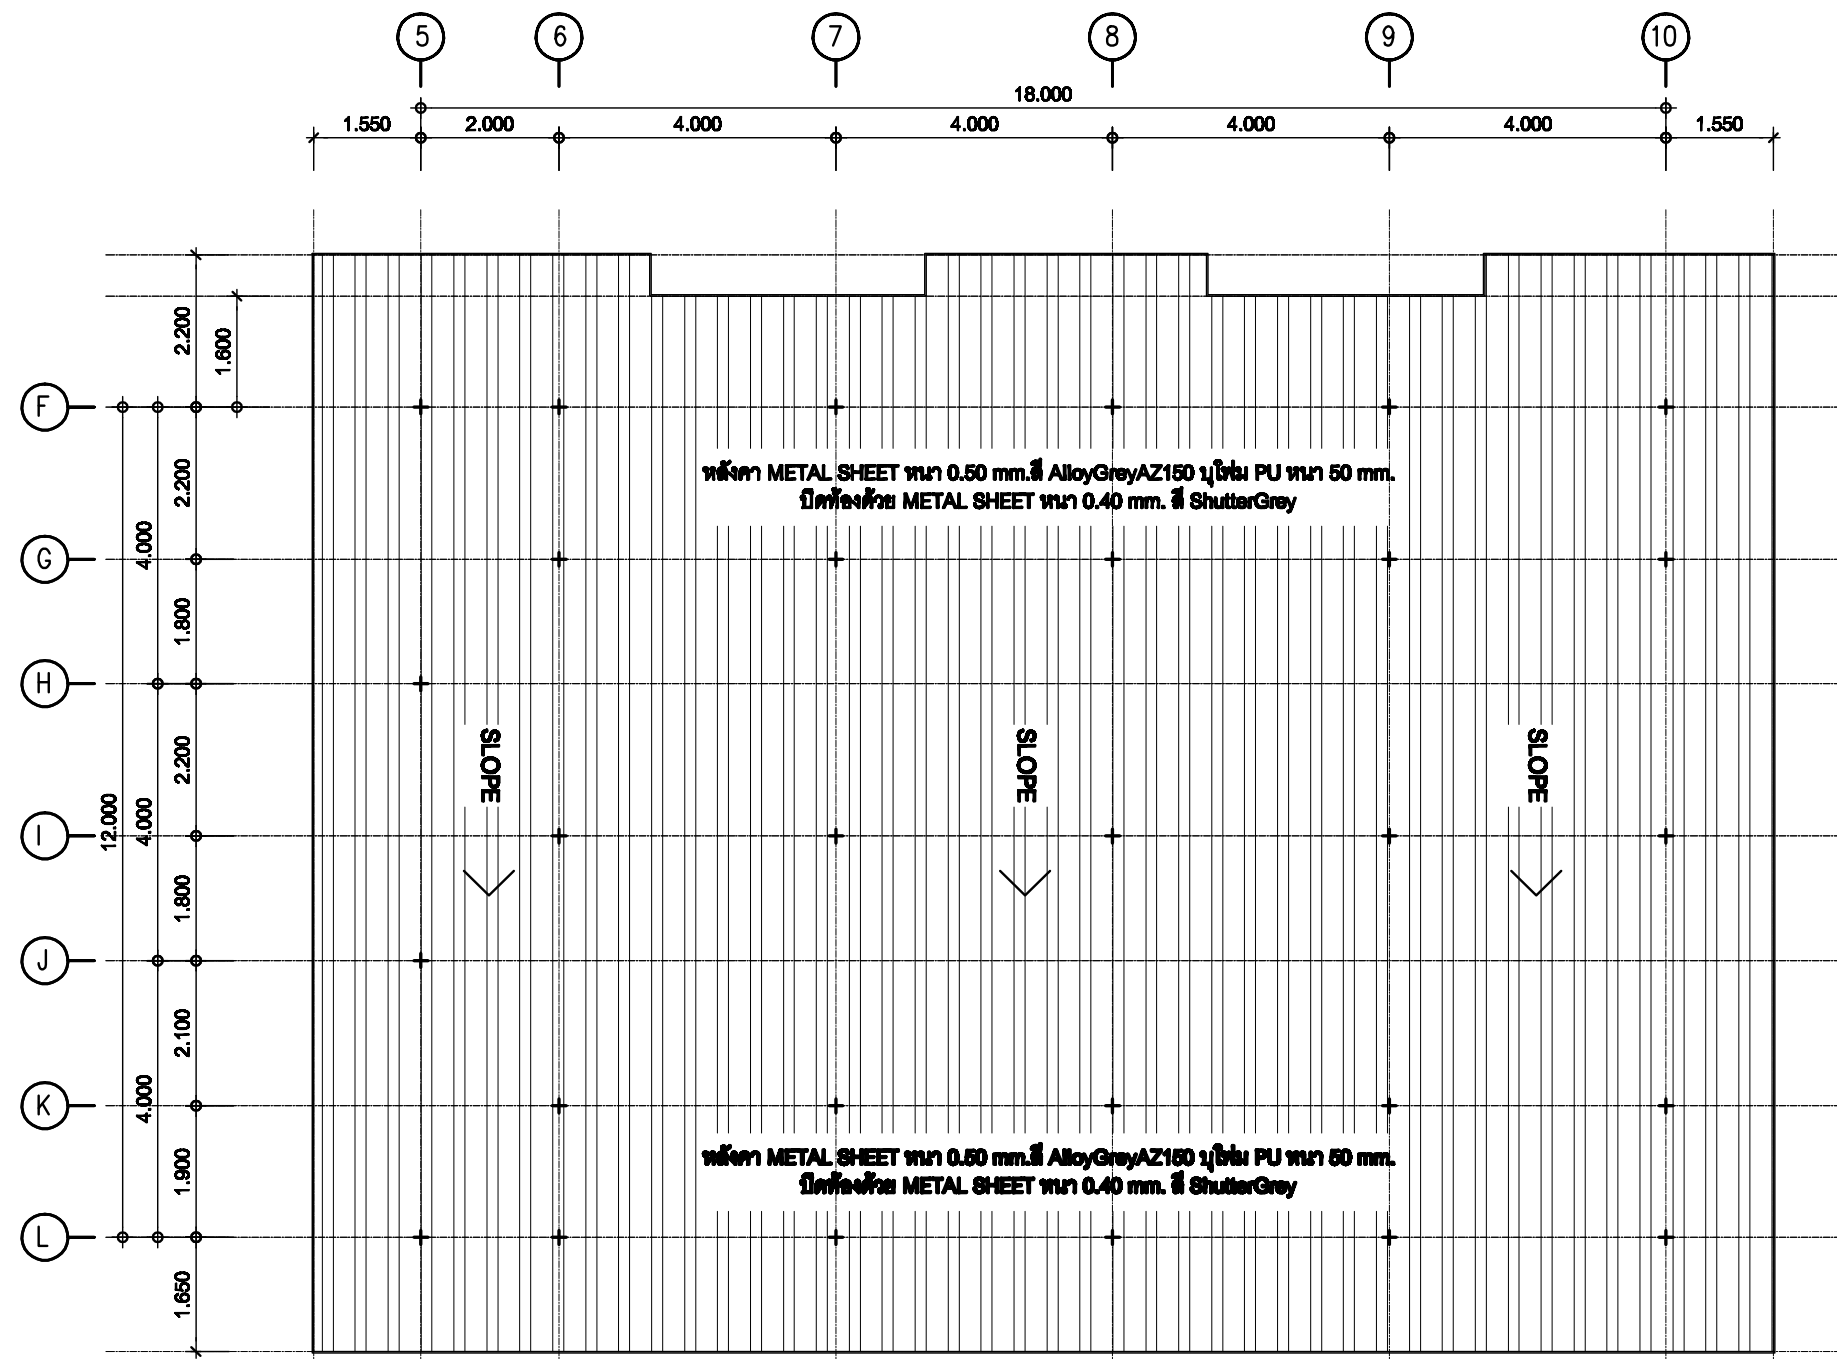 5 6 7 8 9 10
18.000
1.550 2.000 4.000 4.000 4.000 4.000 1.550
2.200
1.600
F
2.200
หลังคา METAL SHEET หนา 0.50 mm.สี AlloyGreyAZ150 บุโฟม PU หนา 50 mm.
ปิดท้องด้วย METAL SHEET หนา 0.40 mm. สี ShutterGrey
4.000
G
1.800
H
2.200
SLOPE SLOPE SLOPE
12.000
4.000
I
1.800
J
2.100
4.000
K
หลังคา METAL SHEET หนา 0.50 mm.สี AlloyGreyAZ150 บุโฟม PU หนา 50 mm.
ปิดท้องด้วย METAL SHEET หนา 0.40 mm. สี ShutterGrey
1.900
L
1.650